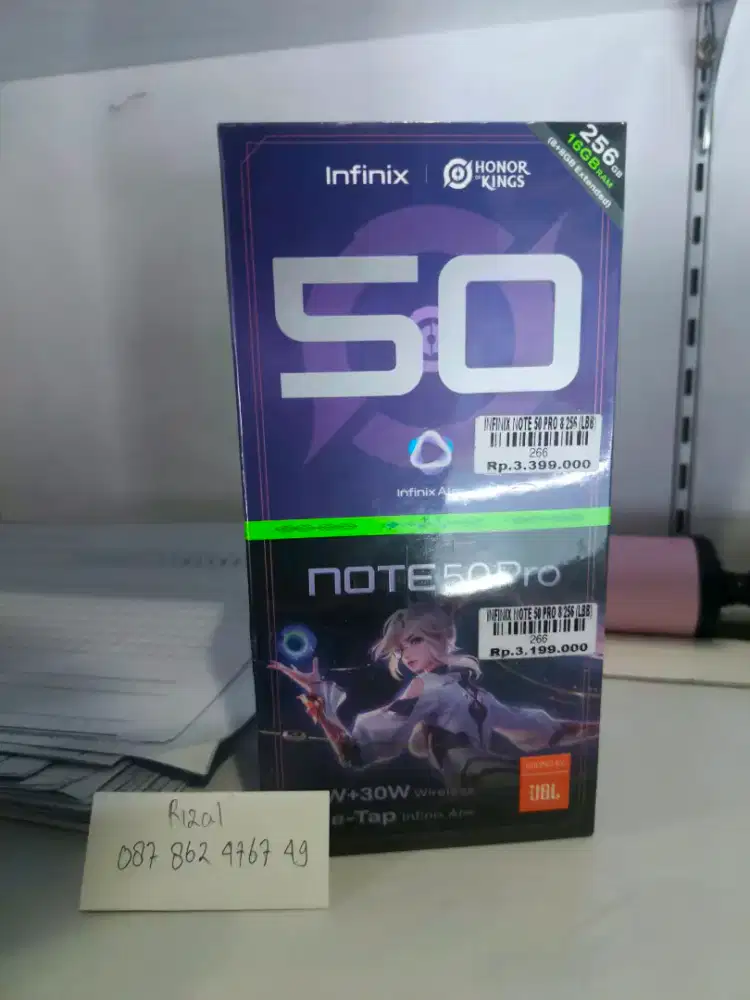 Infinix
HONOR
OF KINGS
256GB
16GB RAM
(8+8GB Extended)
50
INFINIX NOTE 50 PRO 8 256 (LBB)
266
Rp.3.399.000
Infinix
NOTE 50 Pro
INFINIX NOTE 50 PRO 8 256 (LBB)
266
Rp.3.199.000
W+30W Wireless
-Tap Infinix
SOUND BY
JBL
Rizal
087 862 4767 49